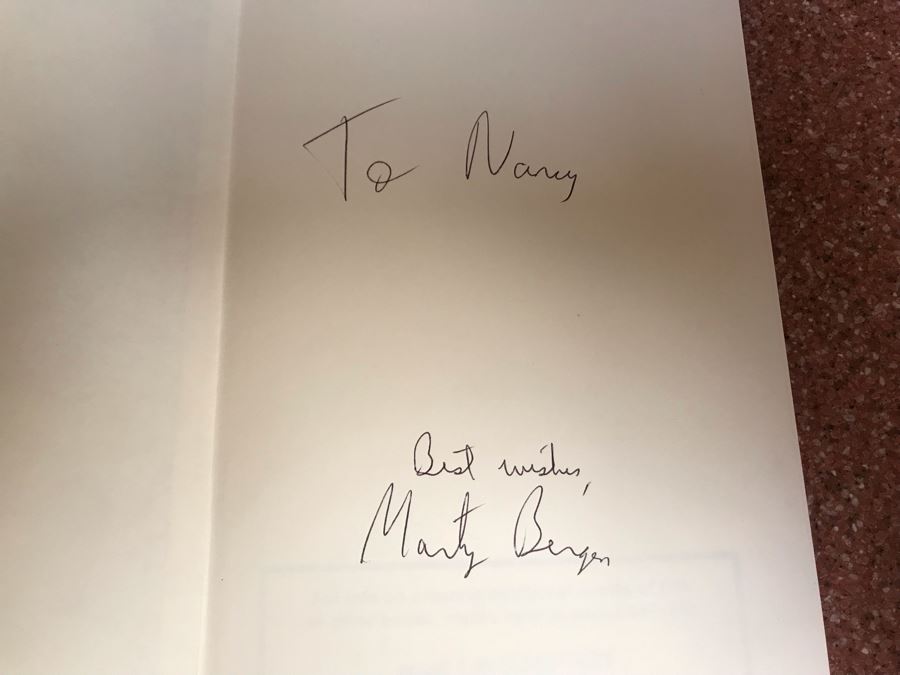 To Nancy
Best wishes,
Marty Bergen